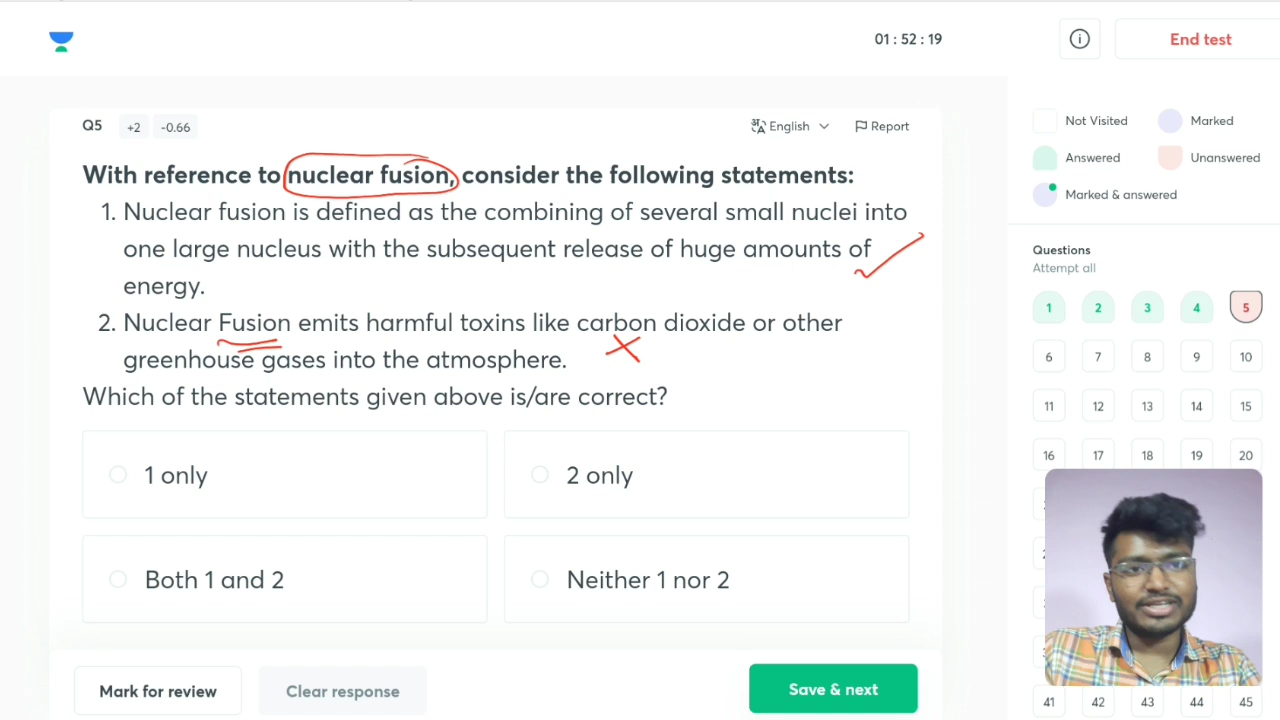 01 : 52 : 19
End test
Q5 +2 -0.66 English Report
With reference to nuclear fusion, consider the following statements:
1. Nuclear fusion is defined as the combining of several small nuclei into
one large nucleus with the subsequent release of huge amounts of
energy.
2. Nuclear Fusion emits harmful toxins like carbon dioxide or other
greenhouse gases into the atmosphere.
Which of the statements given above is/are correct?
1 only
2 only
Both 1 and 2
Neither 1 nor 2
Mark for review
Clear response
Save & next
Not Visited
Marked
Answered
Unanswered
Marked & answered
Questions
Attempt all
1 2 3 4 5
6 7 8 9 10
11 12 13 14 15
16 17 18 19 20
41 42 43 44 45